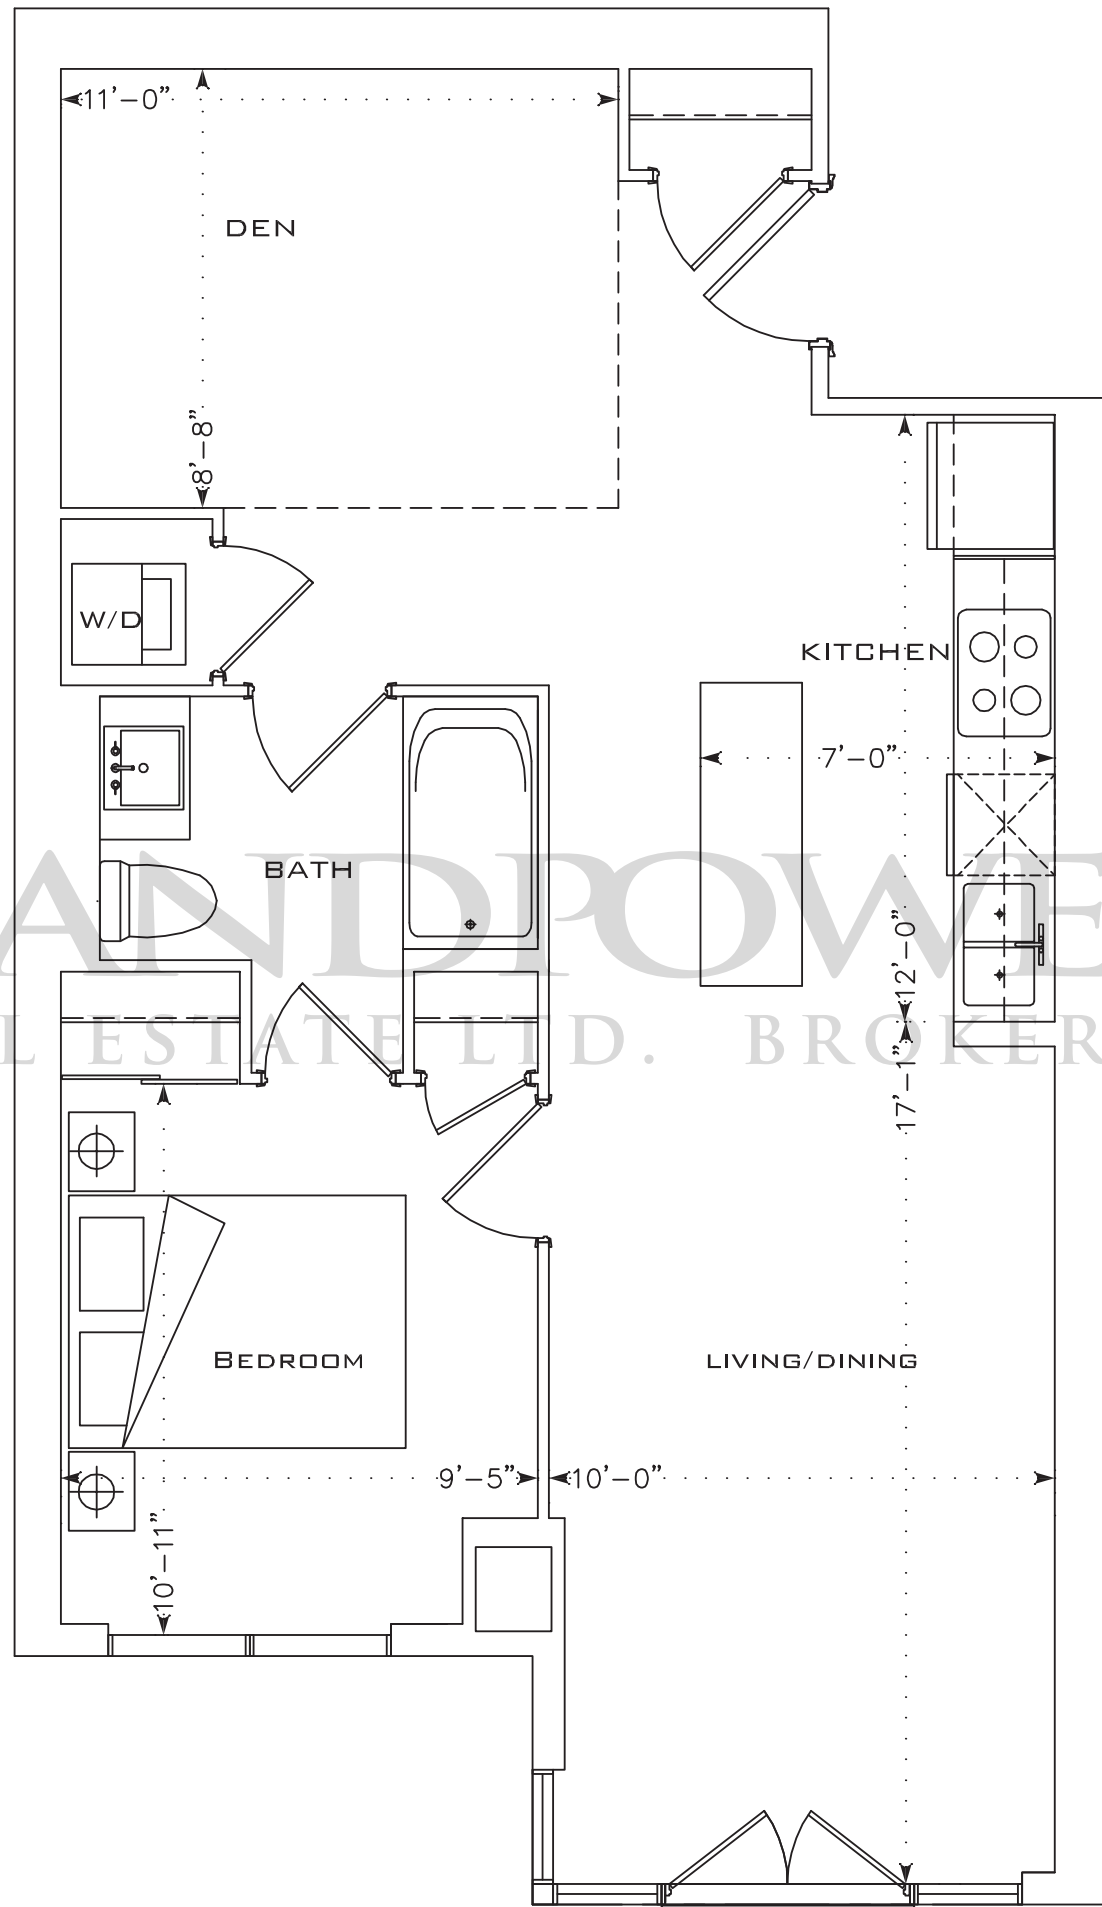 11'-0"
DEN
8'-8"
W/D
KITCHEN
7'-0"
BATH
ANDPOWE
12'-0"
L ESTATE LTD. BROKER
17'-1"
BEDROOM
LIVING/DINING
9'-5"
10'-0"
10'-11"